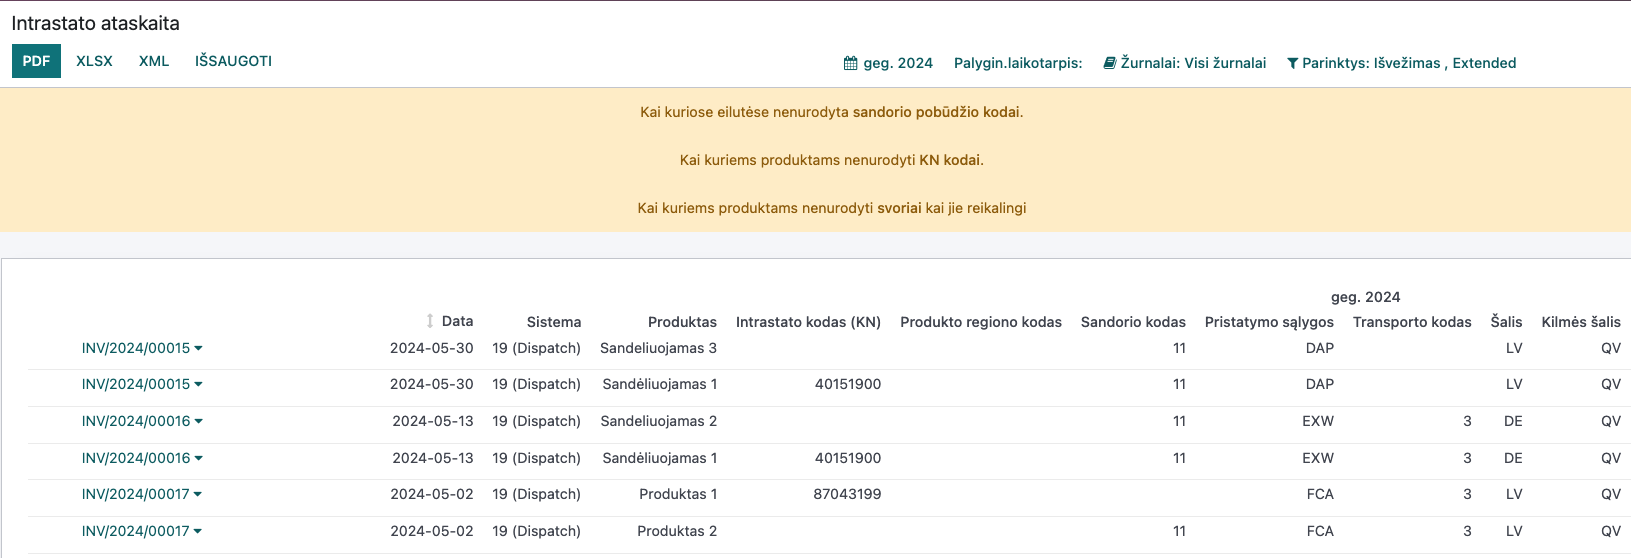 Intrastato ataskaita
PDF XLSX XML IŠSAUGOTI geg. 2024 Palygin.laikotarpis: Žurnalai: Visi žurnalai Parinktys: Išvežimas , Extended
Kai kuriose eilutėse nenurodyta sandorio pobūdžio kodai.
Kai kuriems produktams nenurodyti KN kodai.
Kai kuriems produktams nenurodyti svoriai kai jie reikalingi
geg. 2024
Data Sistema Produktas Intrastato kodas (KN) Produkto regiono kodas Sandorio kodas Pristatymo sąlygos Transporto kodas Šalis Kilmės šalis
INV/2024/00015 2024-05-30 19 (Dispatch) Sandeliuojamas 3 11 DAP LV QV
INV/2024/00015 2024-05-30 19 (Dispatch) Sandėliuojamas 1 40151900 11 DAP LV QV
INV/2024/00016 2024-05-13 19 (Dispatch) Sandeliuojamas 2 11 EXW 3 DE QV
INV/2024/00016 2024-05-13 19 (Dispatch) Sandėliuojamas 1 40151900 11 EXW 3 DE QV
INV/2024/00017 2024-05-02 19 (Dispatch) Produktas 1 87043199 FCA 3 LV QV
INV/2024/00017 2024-05-02 19 (Dispatch) Produktas 2 11 FCA 3 LV QV